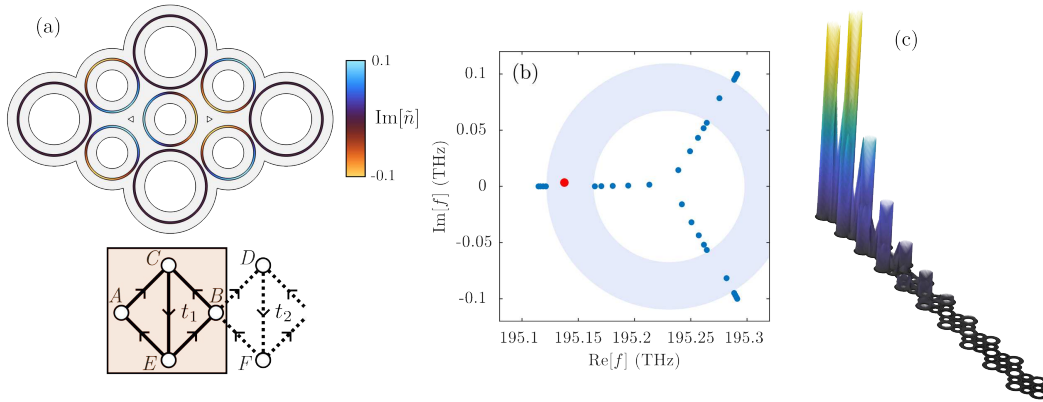 (a)
0.1
Im[ñ]
-0.1
C
D
A
B
t₁
t₂
E
F
(b)
0.1
0.05
0
-0.05
-0.1
Im[f] (THz)
195.1
195.15
195.2
195.25
195.3
Re[f] (THz)
(c)